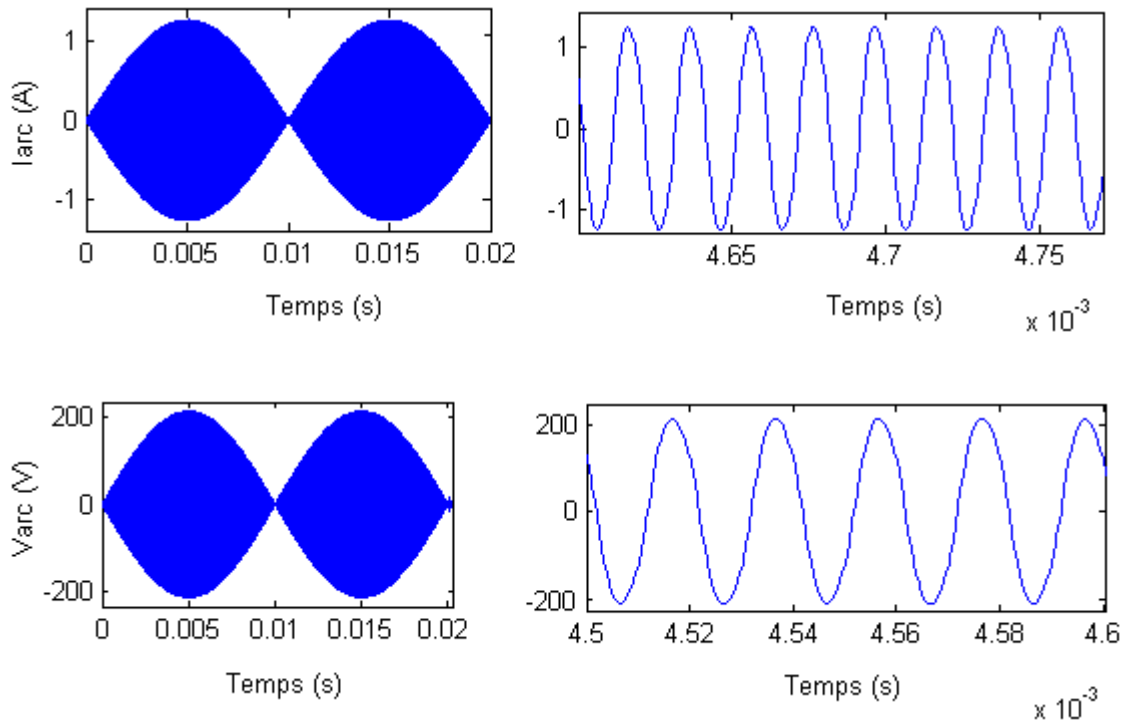 Iarc (A)
1
0
-1
0 0.005 0.01 0.015 0.02
Temps (s)
1
0
-1
4.65 4.7 4.75
Temps (s)
x 10-3
Varc (V)
200
0
-200
0 0.005 0.01 0.015 0.02
Temps (s)
200
0
-200
4.5 4.52 4.54 4.56 4.58 4.6
Temps (s)
x 10-3